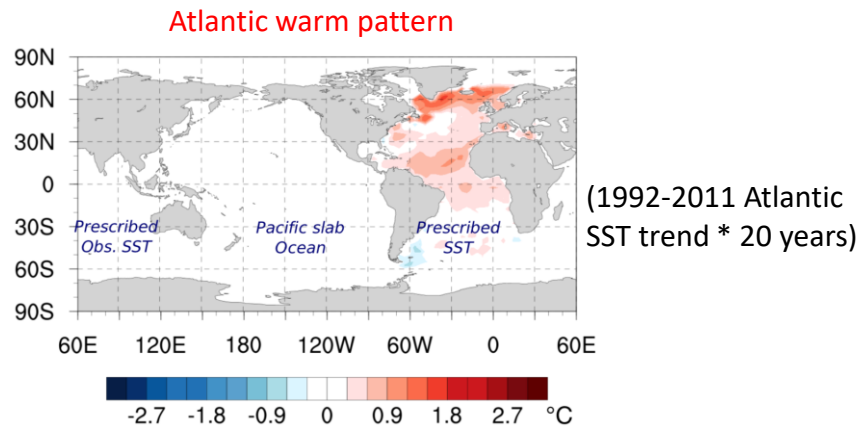 Atlantic warm pattern
90N
60N
30N
0
30S
60S
90S
Prescribed
Obs. SST
Pacific slab
Ocean
Prescribed
SST
(1992-2011 Atlantic
SST trend * 20 years)
60E 120E 180 120W 60W 0 60E
-2.7 -1.8 -0.9 0 0.9 1.8 2.7 °C